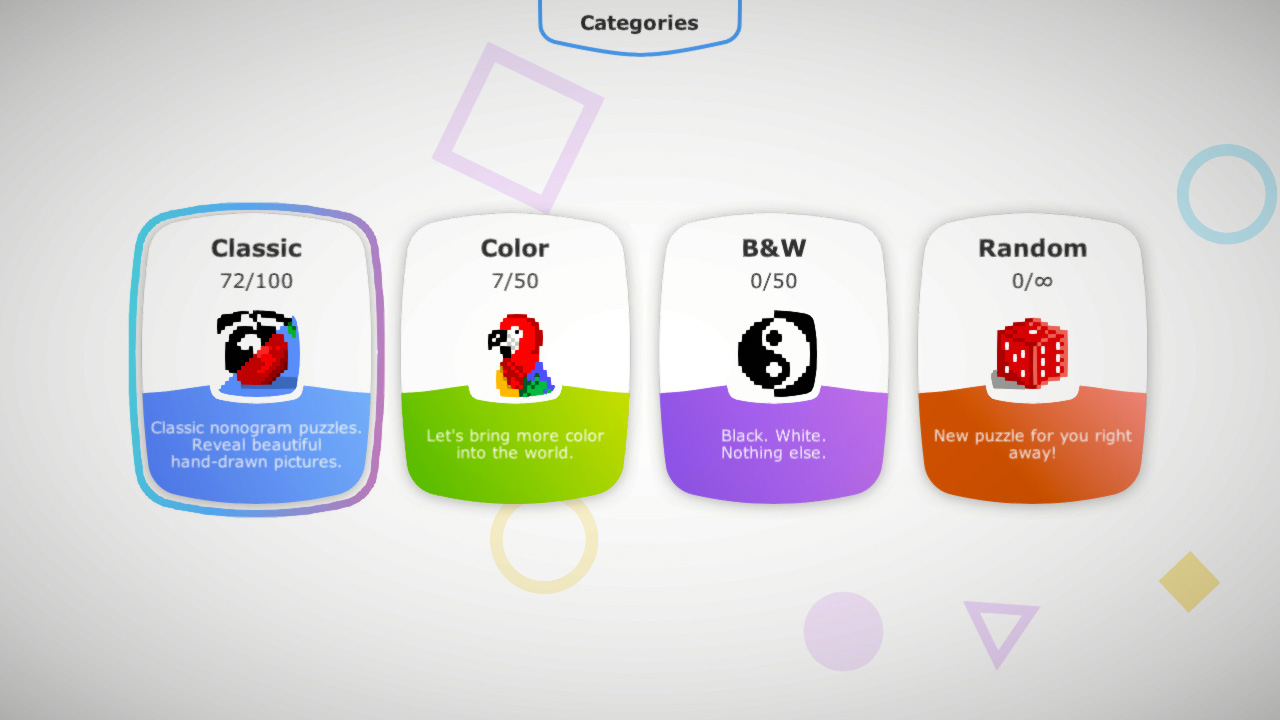 Categories
Classic
72/100
Classic nonogram puzzles.
Reveal beautiful
hand-drawn pictures.
Color
7/50
Let's bring more color
into the world.
B&W
0/50
Black. White.
Nothing else.
Random
0/∞
New puzzle for you right
away!